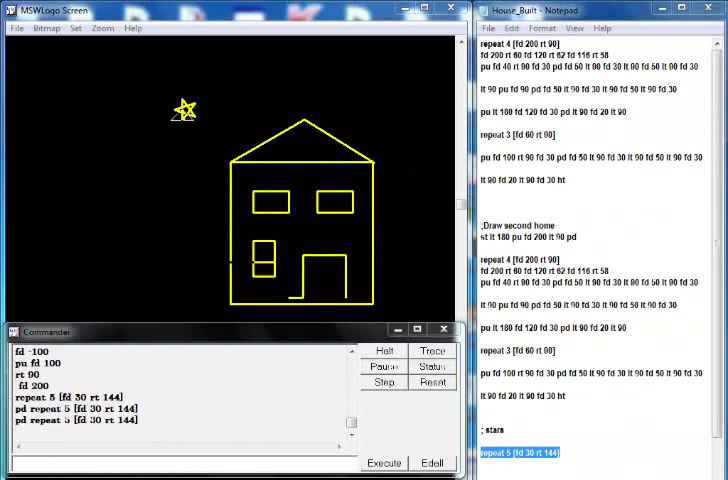 MSWLogo Screen
File Bitmap Set Zoom Help
House_Built - Notepad
File Edit Format View Help
repeat 4 [fd 200 rt 90]
fd 200 rt 60 fd 120 rt 62 fd 116 rt 58
pu fd 40 rt 90 fd 30 pd fd 50 lt 90 fd 30 lt 90 fd 50 lt 90 fd 30
lt 90 pu fd 90 pd fd 50 lt 90 fd 30 lt 90 fd 50 lt 90 fd 30
pu lt 180 fd 120 fd 30 pd lt 90 fd 20 lt 90
repeat 3 [fd 60 rt 90]
pu fd 100 rt 90 fd 30 pd fd 50 lt 90 fd 30 lt 90 fd 50 lt 90 fd 30
lt 90 fd 20 lt 90 fd 30 ht
;Draw second home
st lt 180 pu fd 200 lt 90 pd
repeat 4 [fd 200 rt 90]
fd 200 rt 60 fd 120 rt 62 fd 116 rt 58
pu fd 40 rt 90 fd 30 pd fd 50 lt 90 fd 30 lt 90 fd 50 lt 90 fd 30
lt 90 pu fd 90 pd fd 50 lt 90 fd 30 lt 90 fd 50 lt 90 fd 30
pu lt 180 fd 120 fd 30 pd lt 90 fd 20 lt 90
repeat 3 [fd 60 rt 90]
pu fd 100 rt 90 fd 30 pd fd 50 lt 90 fd 30 lt 90 fd 50 lt 90 fd 30
lt 90 fd 20 lt 90 fd 30 ht
; stars
repeat 5 [fd 30 rt 144]
Commander
fd -100
pu fd 100
rt 90
fd 200
repeat 5 [fd 30 rt 144]
pd repeat 5 [fd 30 rt 144]
pd repeat 5 [fd 30 rt 144]
Halt Trace
Pause Status
Step Reset
Execute Edall